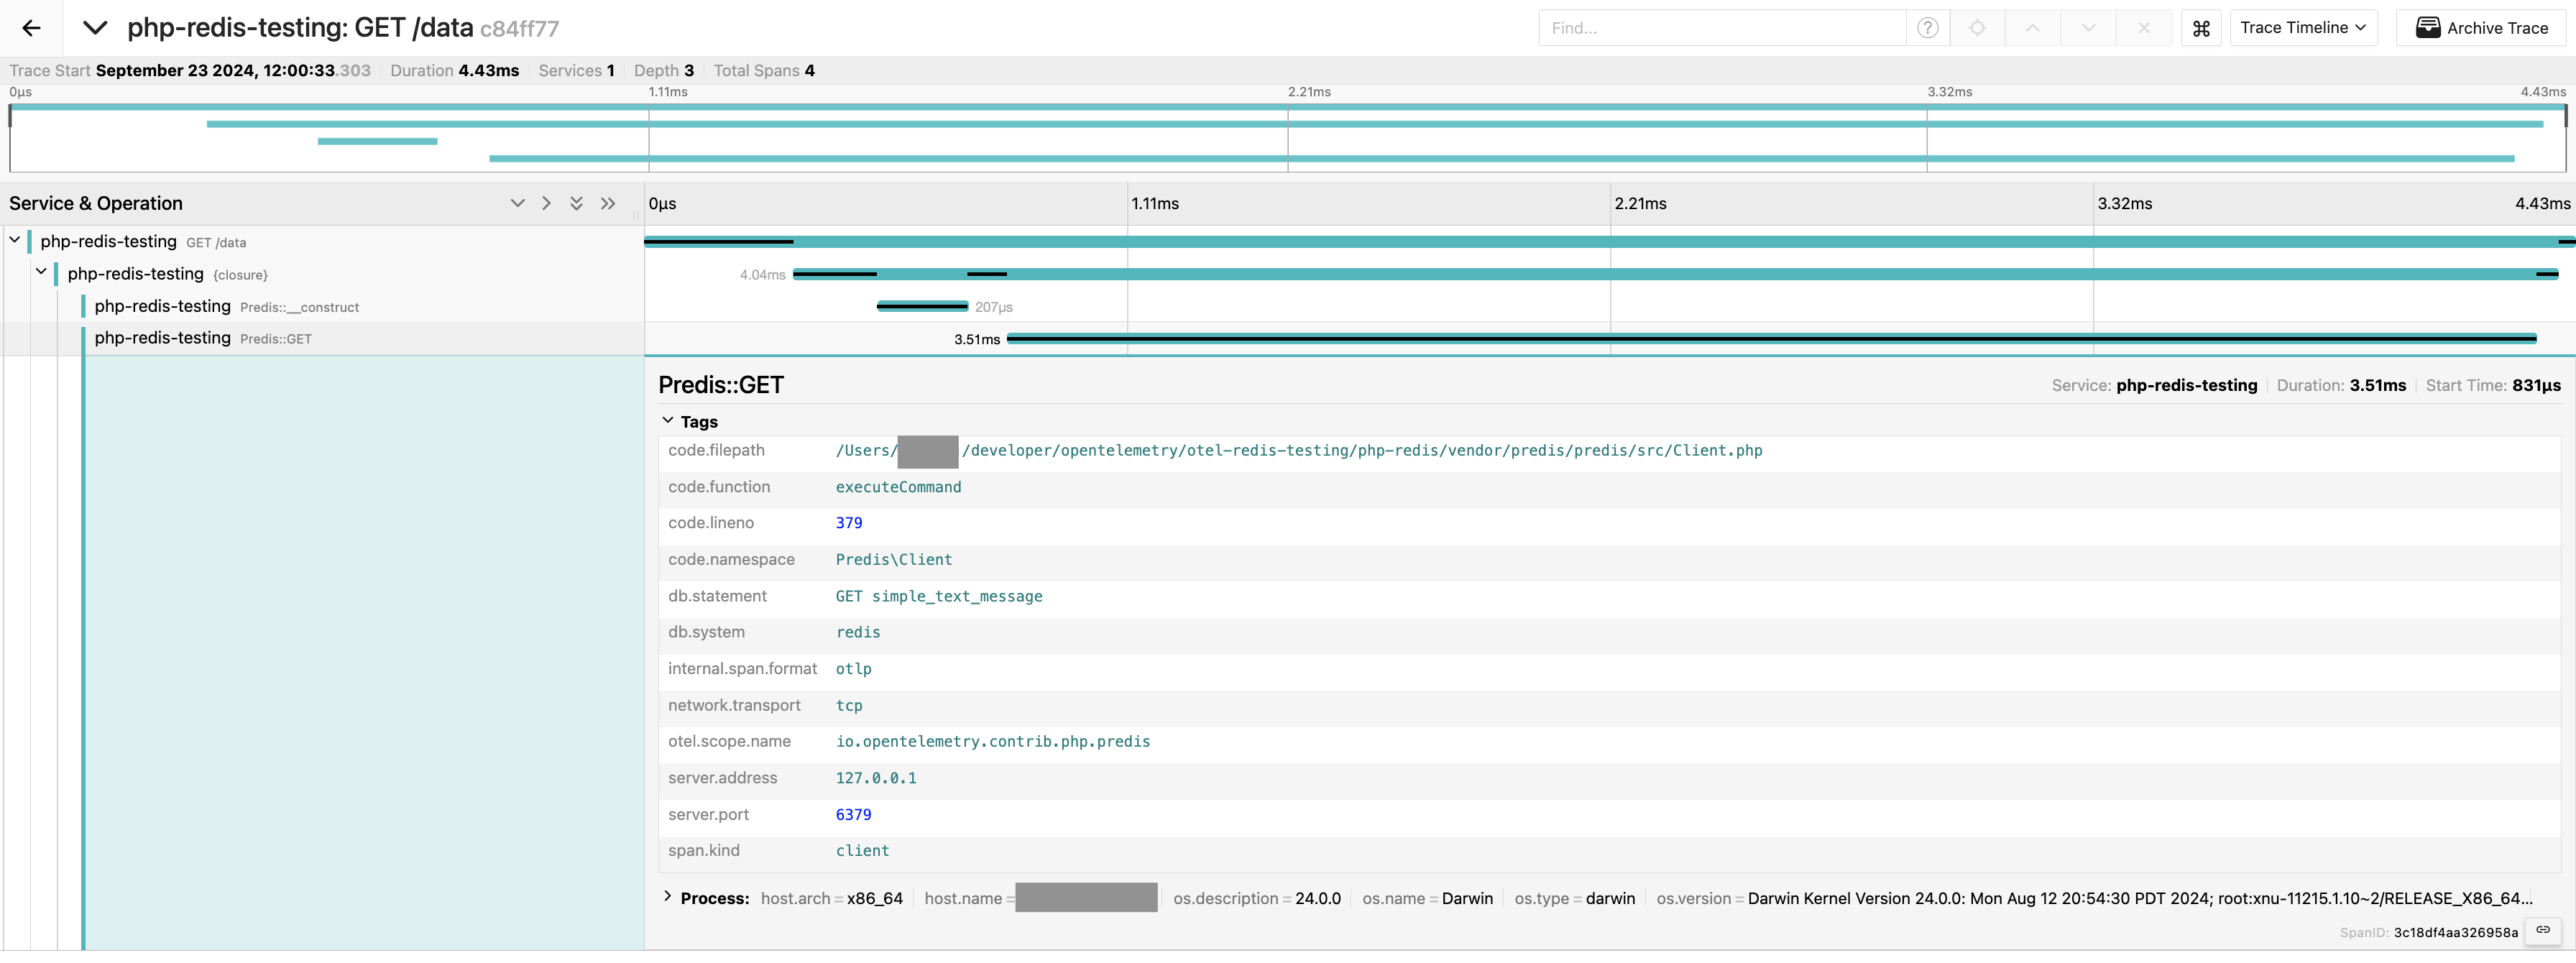 php-redis-testing: GET /data c84ff77
Find...
?
⌘
Trace Timeline
Archive Trace
Trace Start September 23 2024, 12:00:33.303 Duration 4.43ms Services 1 Depth 3 Total Spans 4
0μs 1.11ms 2.21ms 3.32ms 4.43ms
Service & Operation 0μs 1.11ms 2.21ms 3.32ms 4.43ms
php-redis-testing GET /data
php-redis-testing {closure} 4.04ms
php-redis-testing Predis::__construct 207μs
php-redis-testing Predis::GET 3.51ms
Predis::GET Service: php-redis-testing Duration: 3.51ms Start Time: 831μs
Tags
code.filepath /Users/ /developer/opentelemetry/otel-redis-testing/php-redis/vendor/predis/predis/src/Client.php
code.function executeCommand
code.lineno 379
code.namespace Predis\Client
db.statement GET simple_text_message
db.system redis
internal.span.format otlp
network.transport tcp
otel.scope.name io.opentelemetry.contrib.php.predis
server.address 127.0.0.1
server.port 6379
span.kind client
Process: host.arch = x86_64 host.name = os.description = 24.0.0 os.name = Darwin os.type = darwin os.version = Darwin Kernel Version 24.0.0: Mon Aug 12 20:54:30 PDT 2024; root:xnu-11215.1.10~2/RELEASE_X86_64...
SpanID: 3c18df4aa326958a